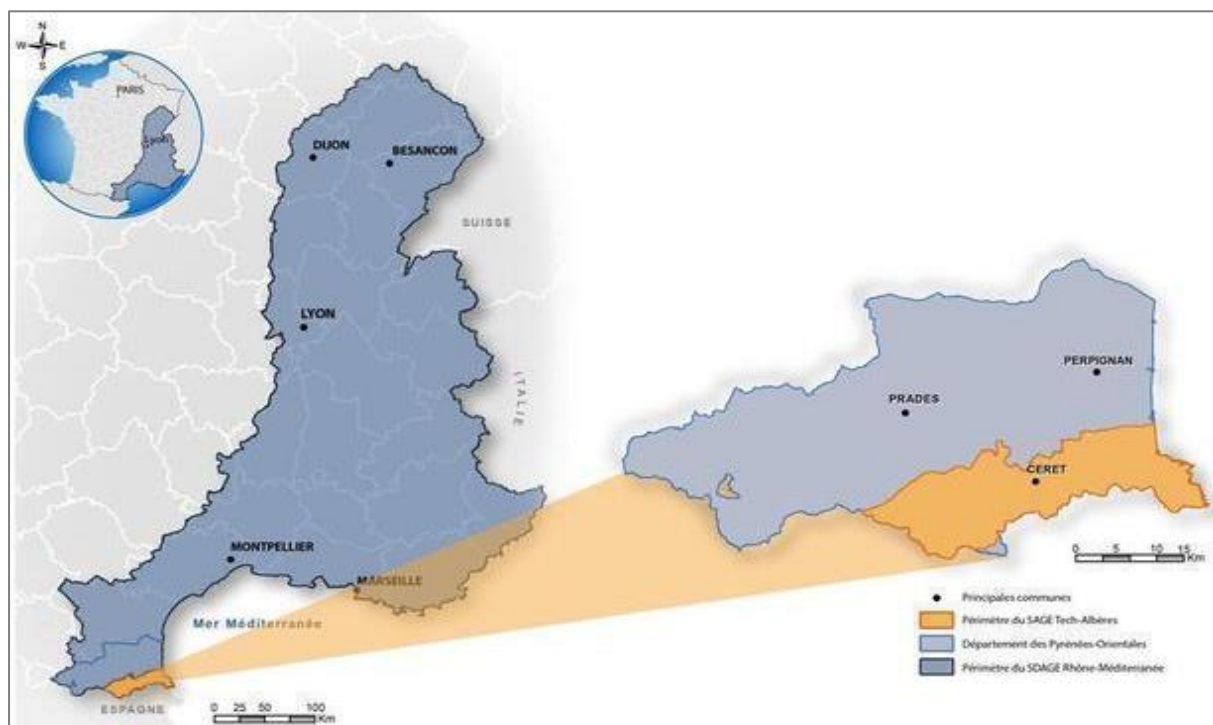 N
W E
S
PARIS
Lyon
DIJON
BESANCON
SUISSE
LYON
ITALIE
MONTPELLIER
MARSEILLE
Mer Méditerranée
ESPAGNE
0 25 50 100
Km
PERPIGNAN
PRADES
CERET
0 5 10 15
Km
Principales communes
Périmètre du SAGE Tech-Albères
Département des Pyrénées-Orientales
Périmètre du SDAGE Rhône-Méditerranée